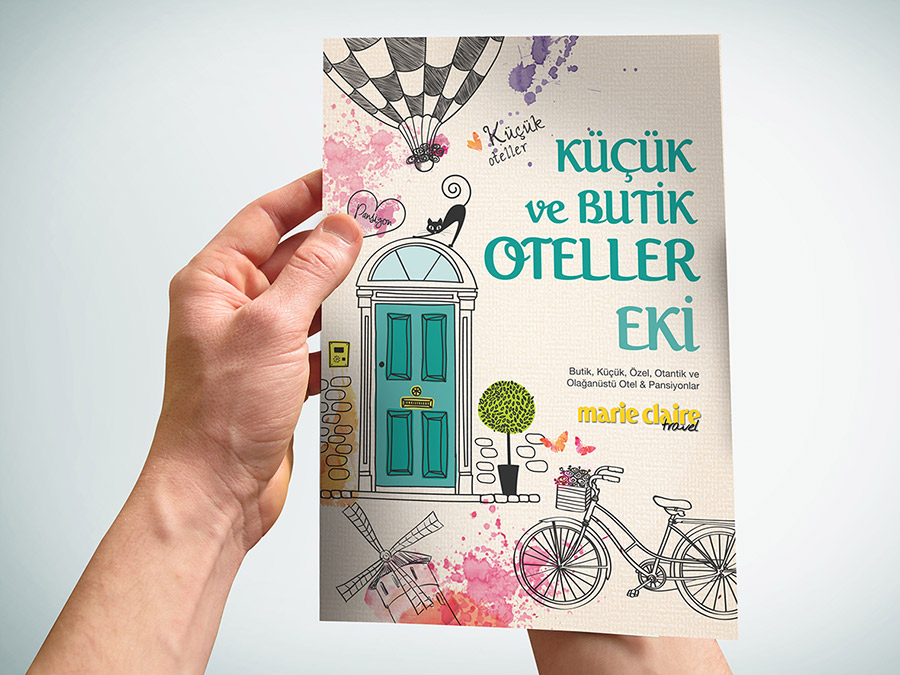 Küçük
oteller
Pansiyon
KÜÇÜK
ve BUTİK
OTELLER
EKİ
Butik, Küçük, Özel, Otantik ve
Olağanüstü Otel & Pansiyonlar
marie claire
travel